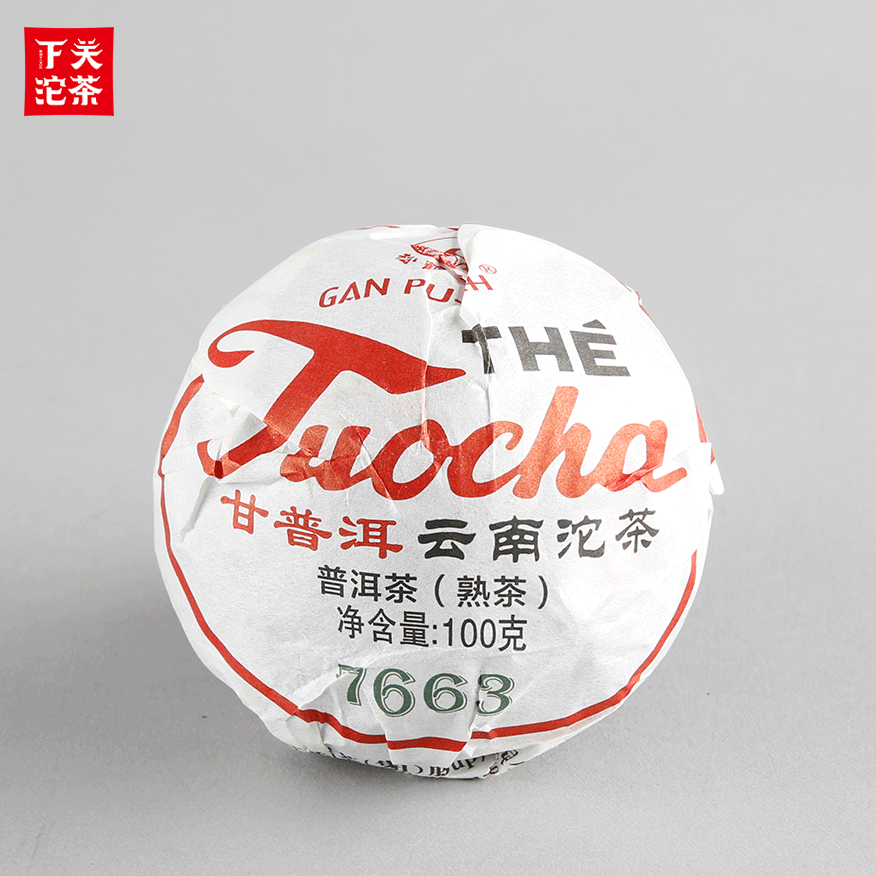 下关
沱茶
GAN PU-H
THÉ
Tuocha
甘普洱 云南沱茶
普洱茶(熟茶)
净含量:100克
7663